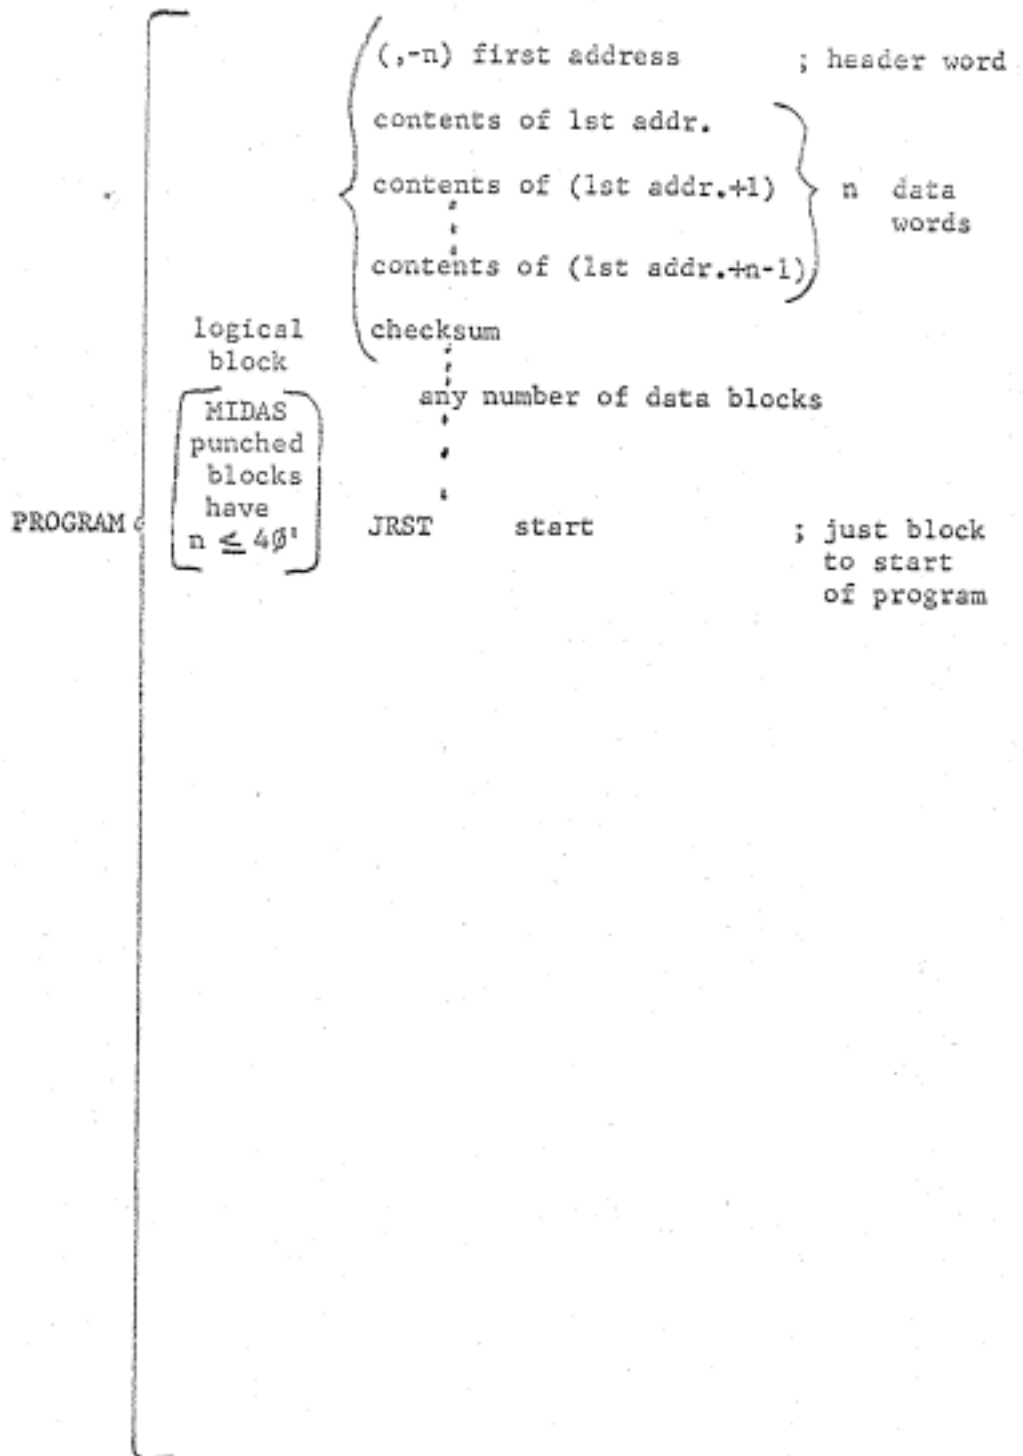 (,-n) first address ; header word
contents of 1st addr.
contents of (1st addr.+1)
n data
words
contents of (1st addr.+n-1)
logical
block
checksum
any number of data blocks
MIDAS
punched
blocks
have
n ≤ 4∅'
PROGRAM
JRST start ; just block
to start
of program